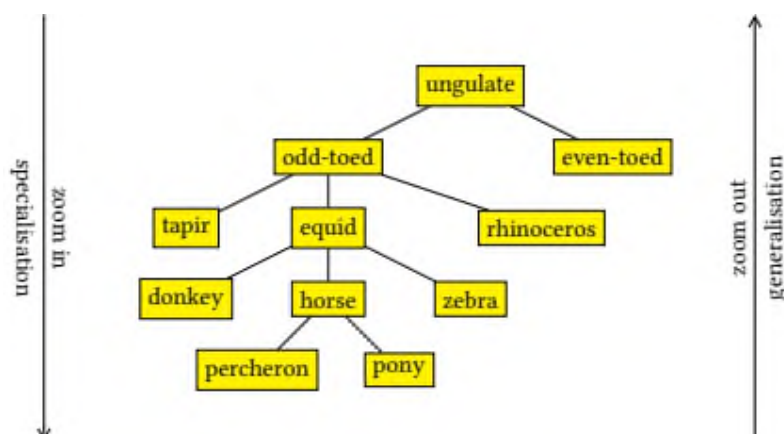 ungulate
odd-toed
even-toed
tapir
equid
rhinoceros
donkey
horse
zebra
percheron
pony
zoom in
specialisation
zoom out
generalisation